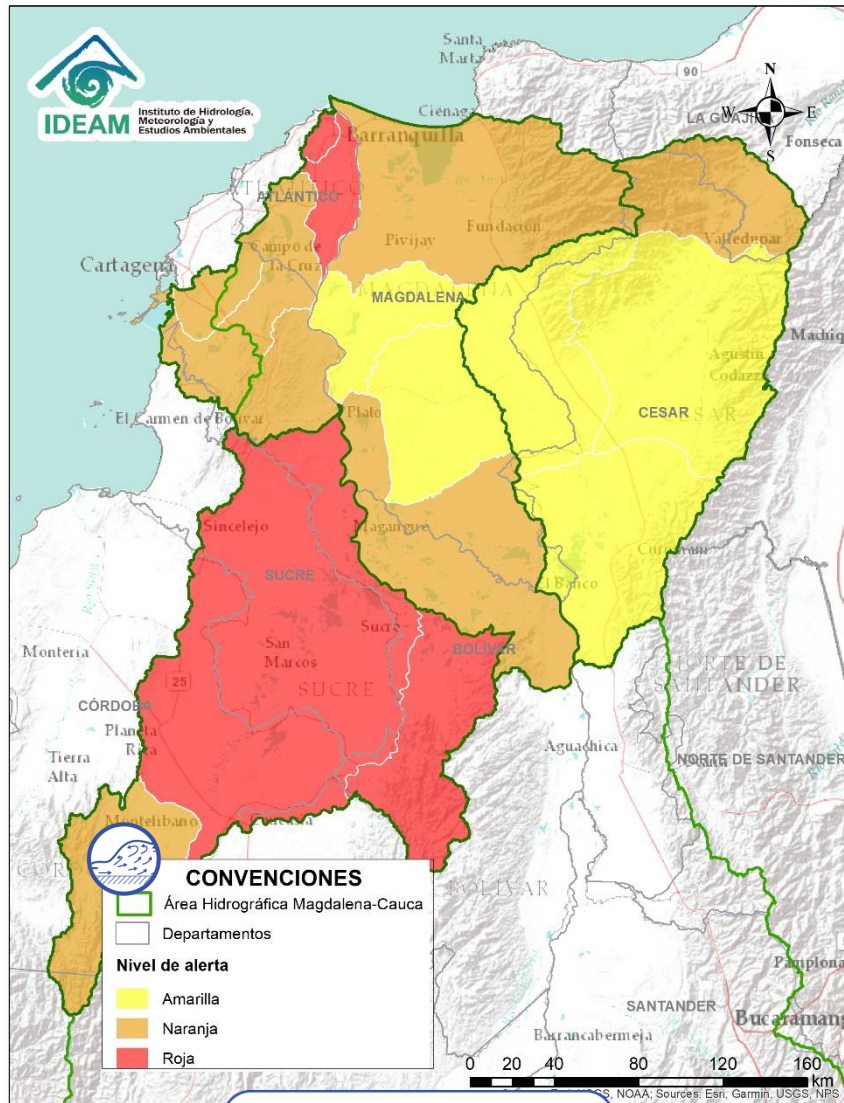 IDEAM
Instituto de Hidrología,
Meteorología y
Estudios Ambientales
Santa
Marta
90
N
W E
S
Ciénaga
LA GUAJIRA
Fonseca
Barranquilla
ATLÁNTICO
Cartagena
Campo de
la Cruz
Pivijay
Fundación
Valledupar
MAGDALENA
MAGDALENA
Agustín
Codazzi
El Carmen de Bolívar
Plato
CESAR
CESAR
Sincelejo
Magangue
SUCRE
El Banco
Montería
San
Marcos
Sucre
BOLÍVAR
SUCRE
25
NORTE DE
SANTANDER
CÓRDOBA
Planeta
Rica
Tierra
Alta
Aguachica
NORTE DE SANTANDER
Montelíbano
BOLÍVAR
CONVENCIONES
Área Hidrográfica Magdalena-Cauca
Departamentos
Nivel de alerta
Amarilla
Naranja
Roja
Pamplona
SANTANDER
Barrancabermeja
0 20 40 80 120 160
km
NOAA; Sources: Esri, Garmin, USGS, NPS